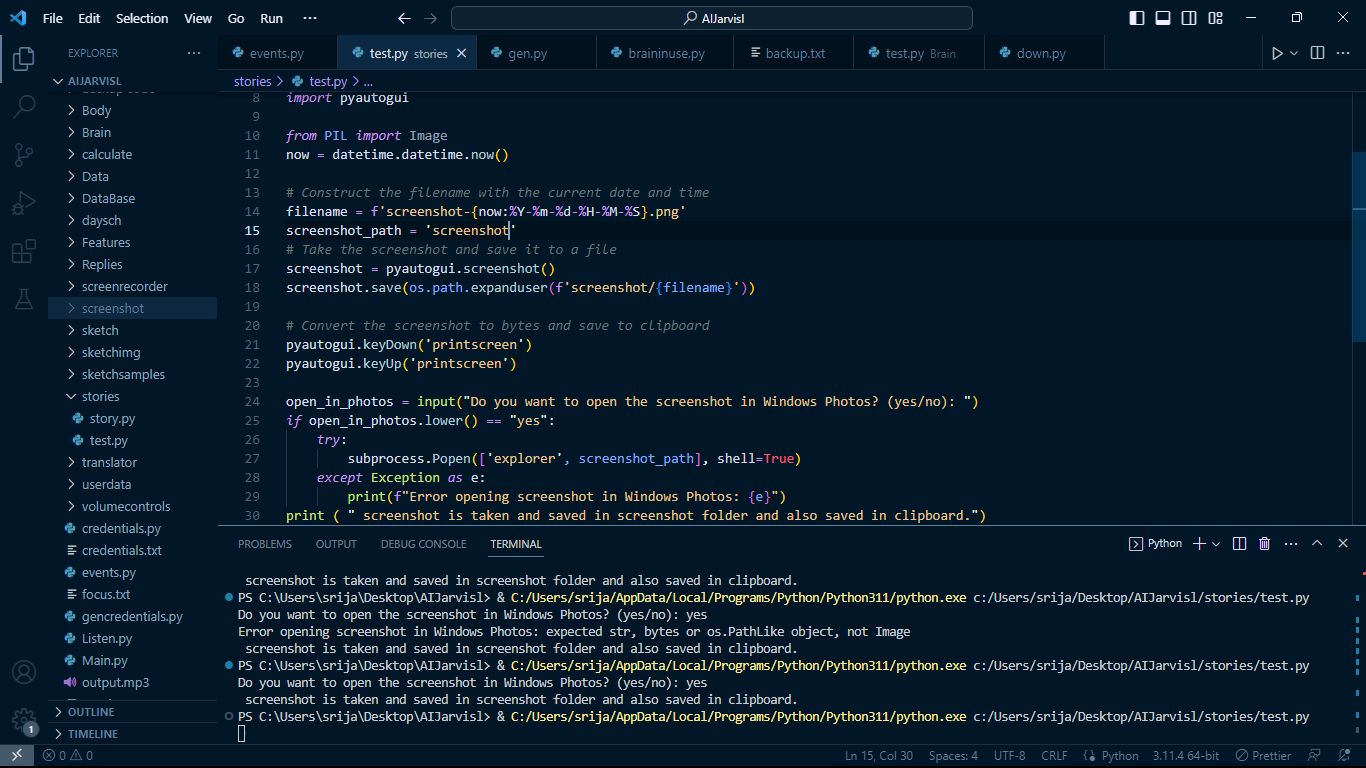 File Edit Selection View Go Run ··· AIJarvisl
EXPLORER ···
events.py test.py stories gen.py braininuse.py backup.txt test.py Brain down.py
AIJARVISL
stories > test.py > ...
Body
Brain
calculate
Data
DataBase
daysch
Features
Replies
screenrecorder
screenshot
sketch
sketchimg
sketchsamples
stories
story.py
test.py
translator
userdata
volumecontrols
credentials.py
credentials.txt
events.py
focus.txt
gencredentials.py
Listen.py
Main.py
output.mp3
OUTLINE
TIMELINE
8 import pyautogui
9
10 from PIL import Image
11 now = datetime.datetime.now()
12
13 # Construct the filename with the current date and time
14 filename = f'screenshot-{now:%Y-%m-%d-%H-%M-%S}.png'
15 screenshot_path = 'screenshot'
16 # Take the screenshot and save it to a file
17 screenshot = pyautogui.screenshot()
18 screenshot.save(os.path.expanduser(f'screenshot/{filename}'))
19
20 # Convert the screenshot to bytes and save to clipboard
21 pyautogui.keyDown('printscreen')
22 pyautogui.keyUp('printscreen')
23
24 open_in_photos = input("Do you want to open the screenshot in Windows Photos? (yes/no): ")
25 if open_in_photos.lower() == "yes":
26 try:
27 subprocess.Popen(['explorer', screenshot_path], shell=True)
28 except Exception as e:
29 print(f"Error opening screenshot in Windows Photos: {e}")
30 print ( " screenshot is taken and saved in screenshot folder and also saved in clipboard.")
PROBLEMS OUTPUT DEBUG CONSOLE TERMINAL Python
screenshot is taken and saved in screenshot folder and also saved in clipboard.
PS C:\Users\srija\Desktop\AIJarvisl> & C:/Users/srija/AppData/Local/Programs/Python/Python311/python.exe c:/Users/srija/Desktop/AIJarvisl/stories/test.py
Do you want to open the screenshot in Windows Photos? (yes/no): yes
Error opening screenshot in Windows Photos: expected str, bytes or os.PathLike object, not Image
screenshot is taken and saved in screenshot folder and also saved in clipboard.
PS C:\Users\srija\Desktop\AIJarvisl> & C:/Users/srija/AppData/Local/Programs/Python/Python311/python.exe c:/Users/srija/Desktop/AIJarvisl/stories/test.py
Do you want to open the screenshot in Windows Photos? (yes/no): yes
screenshot is taken and saved in screenshot folder and also saved in clipboard.
PS C:\Users\srija\Desktop\AIJarvisl> & C:/Users/srija/AppData/Local/Programs/Python/Python311/python.exe c:/Users/srija/Desktop/AIJarvisl/stories/test.py
1
0 0 Ln 15, Col 30 Spaces: 4 UTF-8 CRLF Python 3.11.4 64-bit Prettier